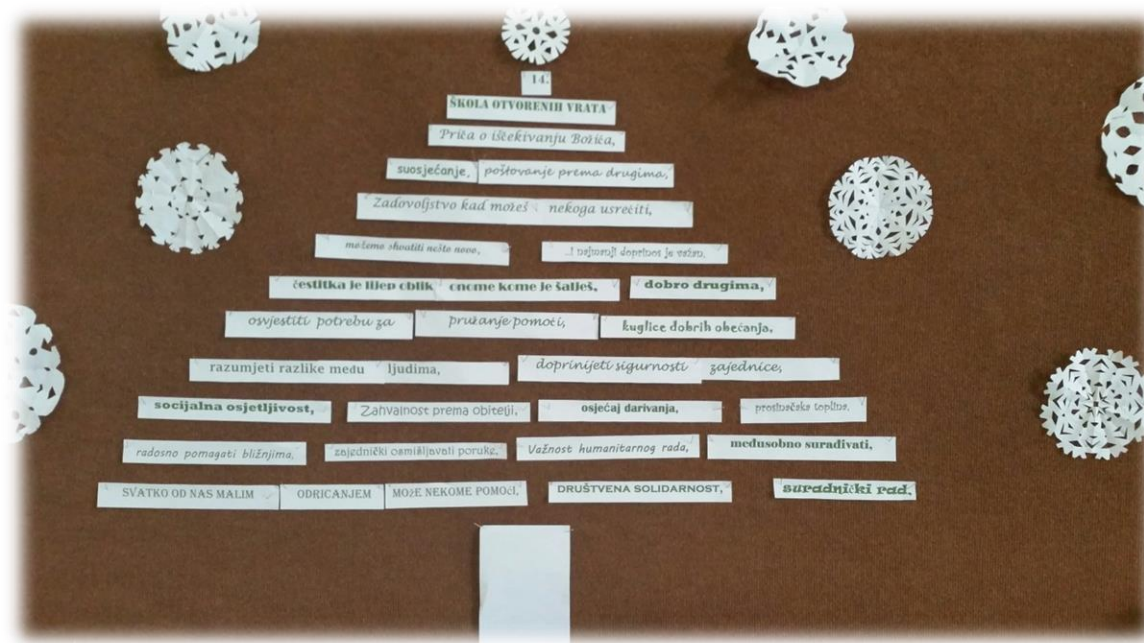 14.
ŠKOLA OTVORENIH VRATA
Priča o iščekivanju Božića,
suosjećanje, poštovanje prema drugima,
Zadovoljstvo kad možeš nekoga usrećiti,
možemo shvatiti nešto novo, ...I najmanji doprinos je važan,
čestitka je lijep oblik onome kome je šalješ, dobro drugima,
osvjestiti potrebu za pružanje pomoći, kuglice dobrih obećanja,
razumjeti razlike među ljudima, doprinijeti sigurnosti zajednice,
socijalna osjetljivost, Zahvalnost prema obitelji, osjećaj darivanja, prosinačka toplina,
radosno pomagati bližnjima, zajednički osmišljavati poruke, Važnost humanitarnog rada, međusobno surađivati,
SVATKO OD NAS MALIM ODRICANJEM MOŽE NEKOME POMOĆI, DRUŠTVENA SOLIDARNOST, suradnički rad,